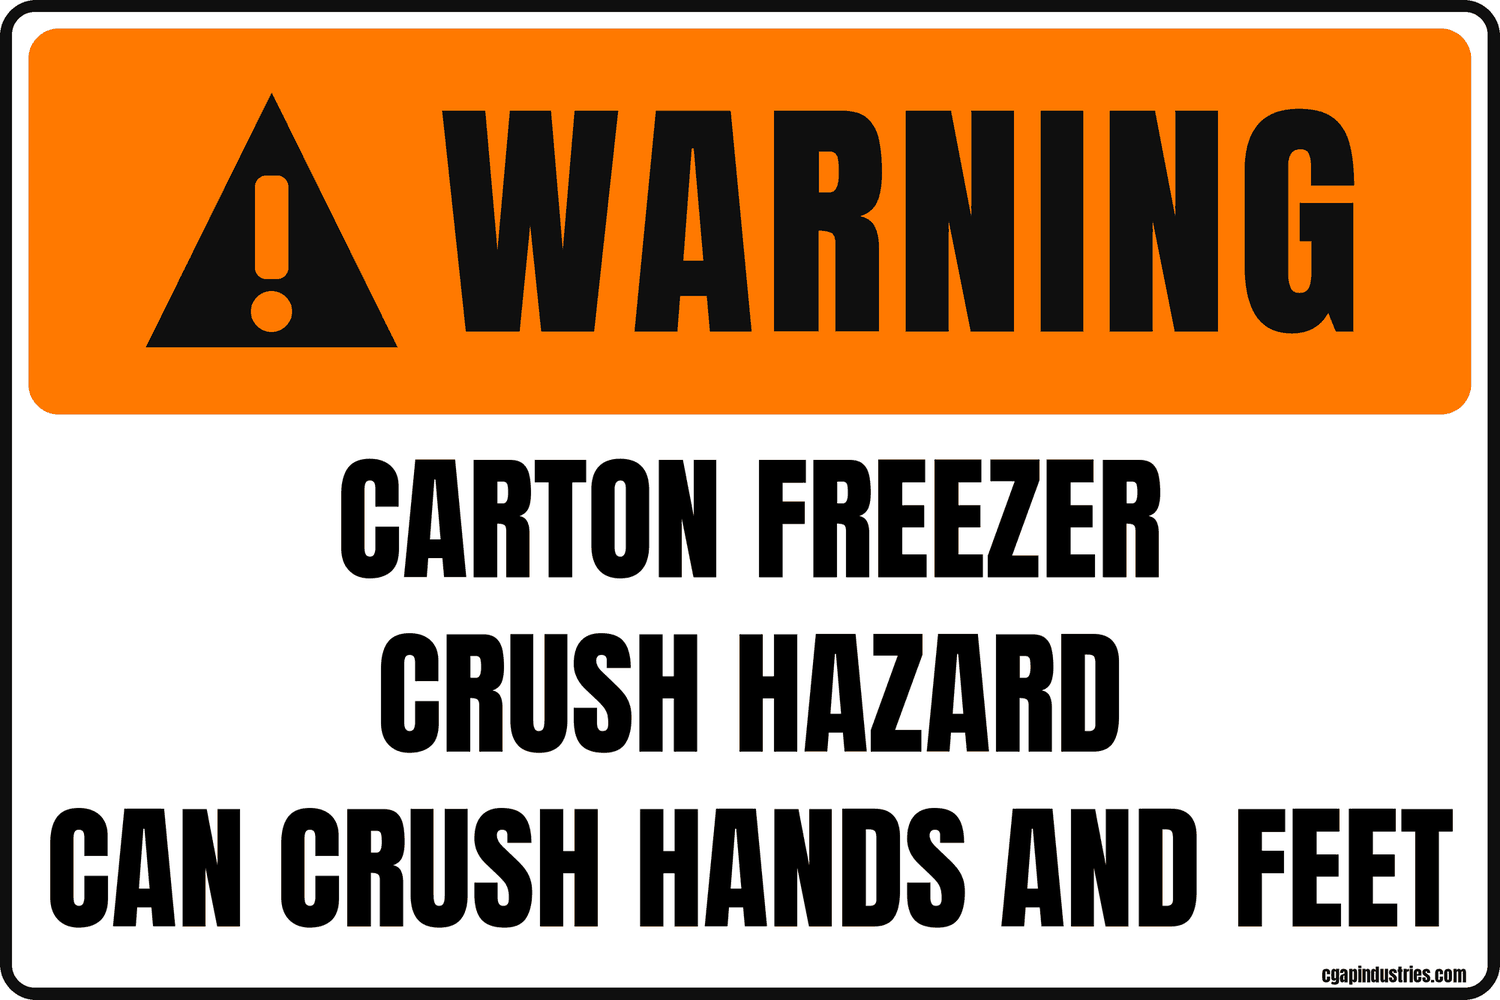 WARNING
CARTON FREEZER
CRUSH HAZARD
CAN CRUSH HANDS AND FEET
cgapindustries.com